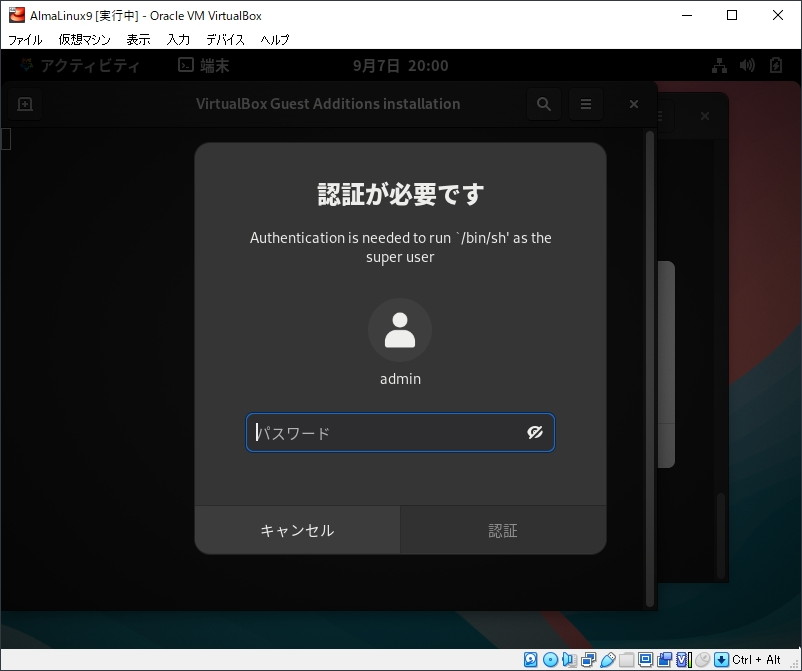 AlmaLinux9 [実行中] - Oracle VM VirtualBox
ファイル 仮想マシン 表示 入力 デバイス ヘルプ
アクティビティ 端末 9月7日 20:00
VirtualBox Guest Additions installation
認証が必要です
Authentication is needed to run `/bin/sh' as the
super user
admin
パスワード
キャンセル 認証
Ctrl + Alt